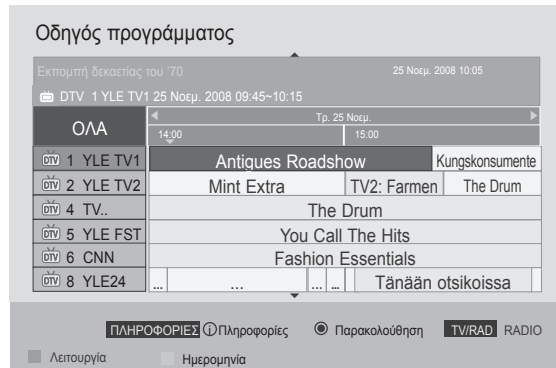 Οδηγός προγράμματος
Εκπομπή δεκαετίας του '70 25 Νοεμ. 2008 10:05
DTV 1 YLE TV1 25 Νοεμ. 2008 09:45~10:15
ΟΛΑ Τρ. 25 Νοεμ.
14:00 15:00
DTV 1 YLE TV1 Antiques Roadshow Kungskonsumente
DTV 2 YLE TV2 Mint Extra TV2: Farmen The Drum
DTV 4 TV.. The Drum
DTV 5 YLE FST You Call The Hits
DTV 6 CNN Fashion Essentials
DTV 8 YLE24 ... ... ... ... Tänään otsikoissa
ΠΛΗΡΟΦΟΡΙΕΣ i Πληροφορίες Παρακολούθηση TV/RAD RADIO
Λειτουργία Ημερομηνία